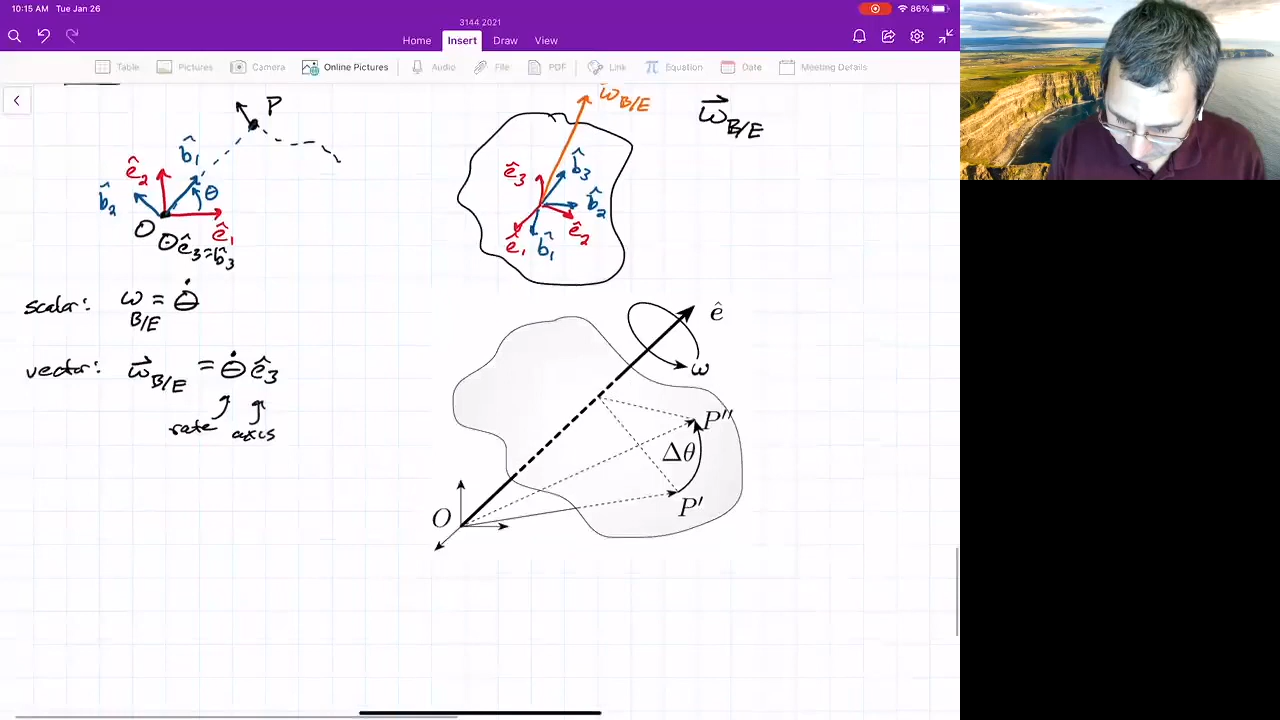 10:15 AM Tue Jan 26
86%
3144 2021
Home Insert Draw View
Table Pictures Camera Online Pictures Audio File PDF Link Equation Date Meeting Details
P
b̂₁
ê₂
θ
b̂₂
O
ê₁
ê₃=b̂₃
scalar: ω B/E = θ̇
vector: ω⃗ B/E = θ̇ ê₃
rate axis
ω⃗ B/E
ω⃗ B/E
ê₃ b̂₃
b̂₂
ê₁ b̂₁ ê₂
ê
ω
P″
Δθ
P′
O